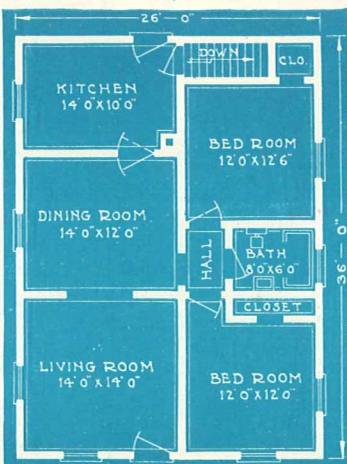 26'-0"
DOWN
CLO.
KITCHEN
14'0"X10'0"
BED ROOM
12'0"X12'6"
DINING ROOM
14'0"X12'0"
HALL
BATH
8'0"X6'0"
36'-0"
CLOSET
LIVING ROOM
14'0"X14'0"
BED ROOM
12'0"X12'0"